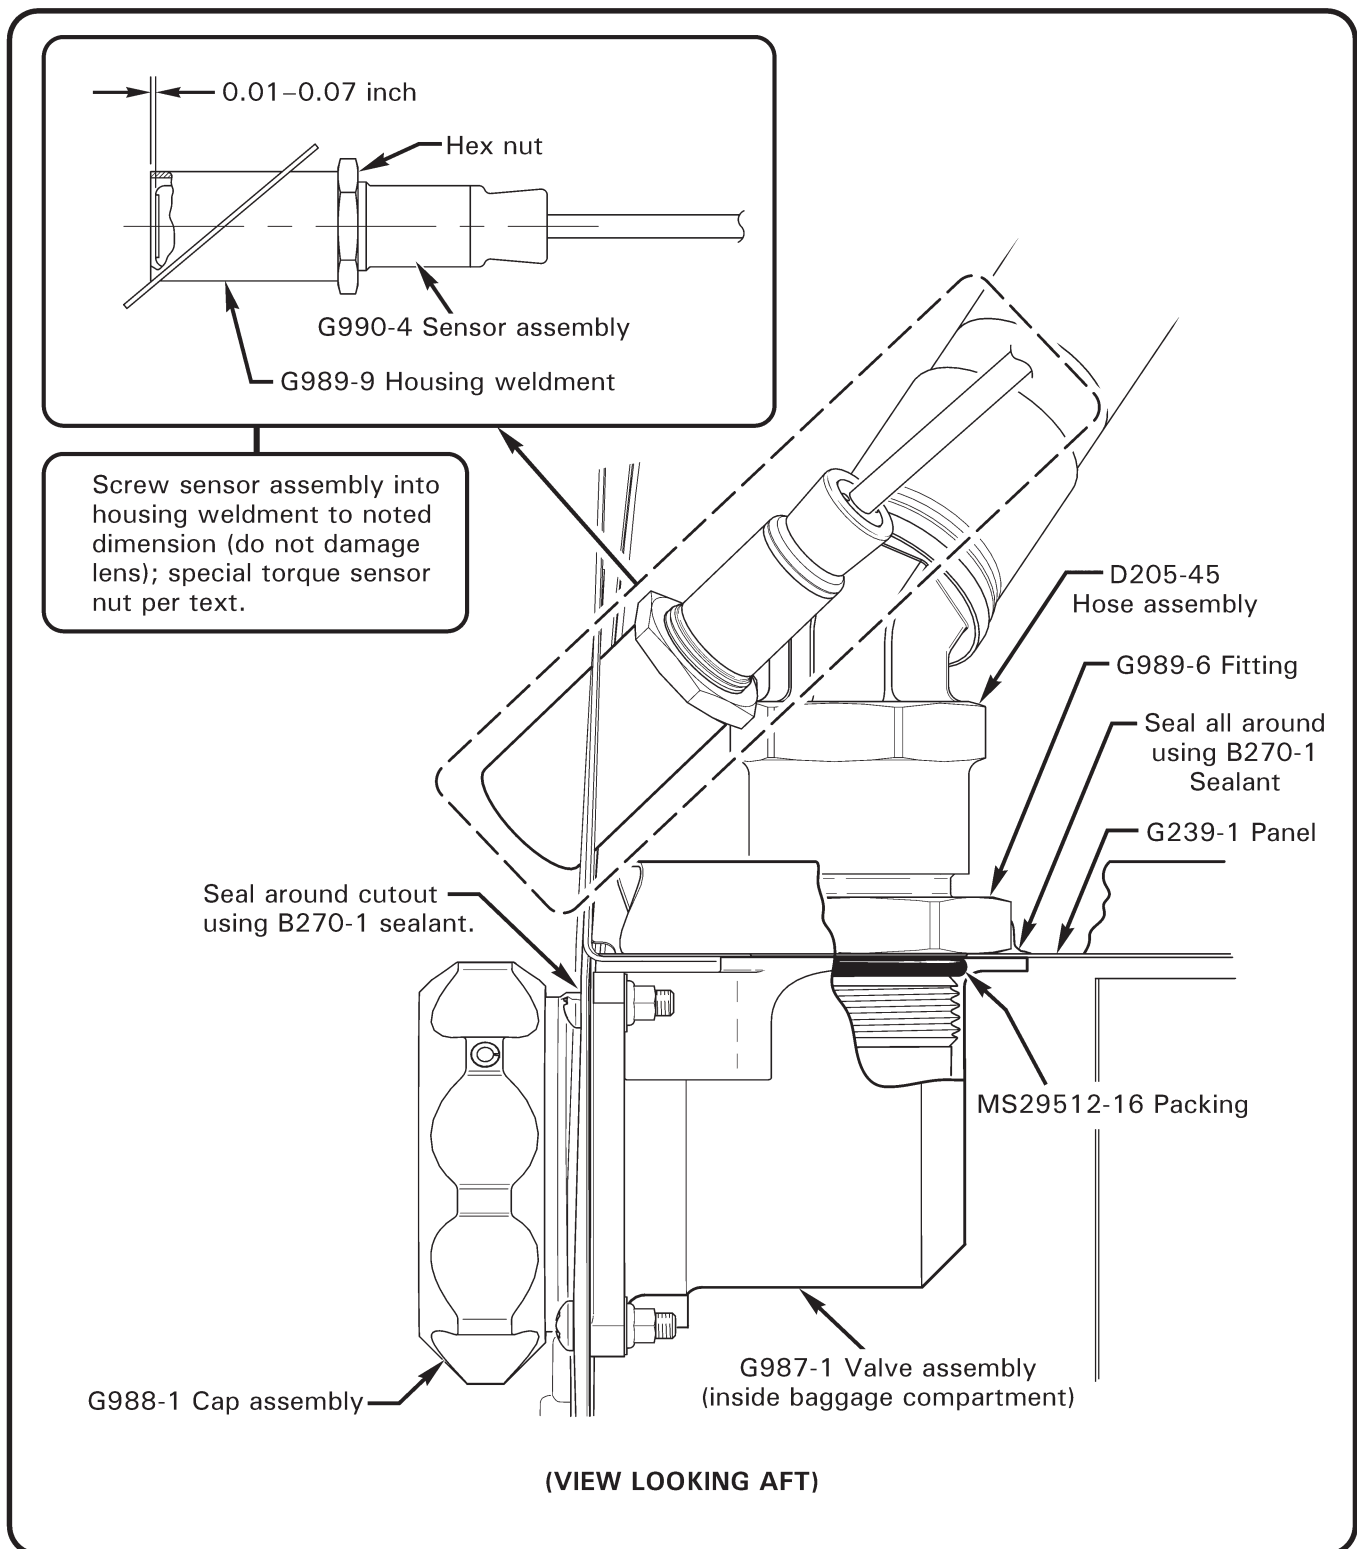 0.01–0.07 inch
Hex nut
G990-4 Sensor assembly
G989-9 Housing weldment
Screw sensor assembly into
housing weldment to noted
dimension (do not damage
lens); special torque sensor
nut per text.
D205-45
Hose assembly
G989-6 Fitting
Seal all around
using B270-1
Sealant
G239-1 Panel
Seal around cutout
using B270-1 sealant.
MS29512-16 Packing
G987-1 Valve assembly
(inside baggage compartment)
G988-1 Cap assembly
(VIEW LOOKING AFT)